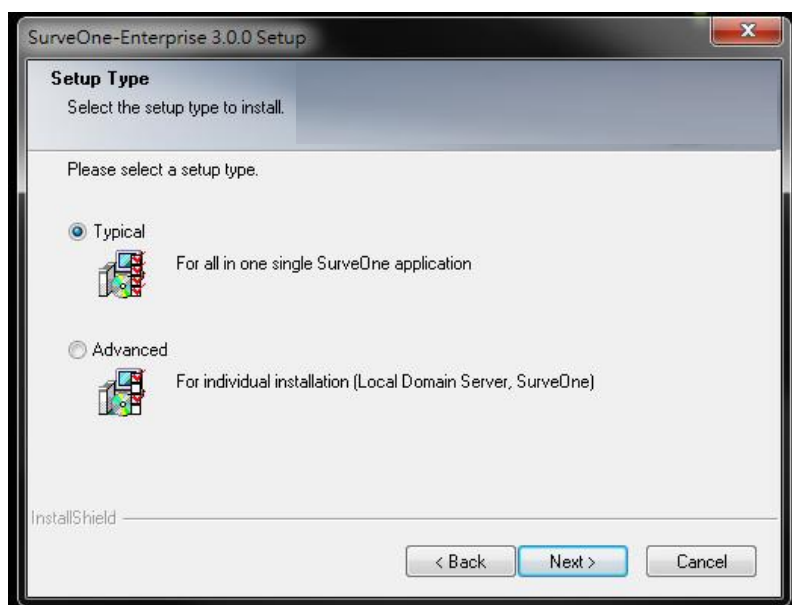 SurveOne-Enterprise 3.0.0 Setup
Setup Type
Select the setup type to install.
Please select a setup type.
Typical
For all in one single SurveOne application
Advanced
For individual installation (Local Domain Server, SurveOne)
InstallShield
< Back
Next >
Cancel